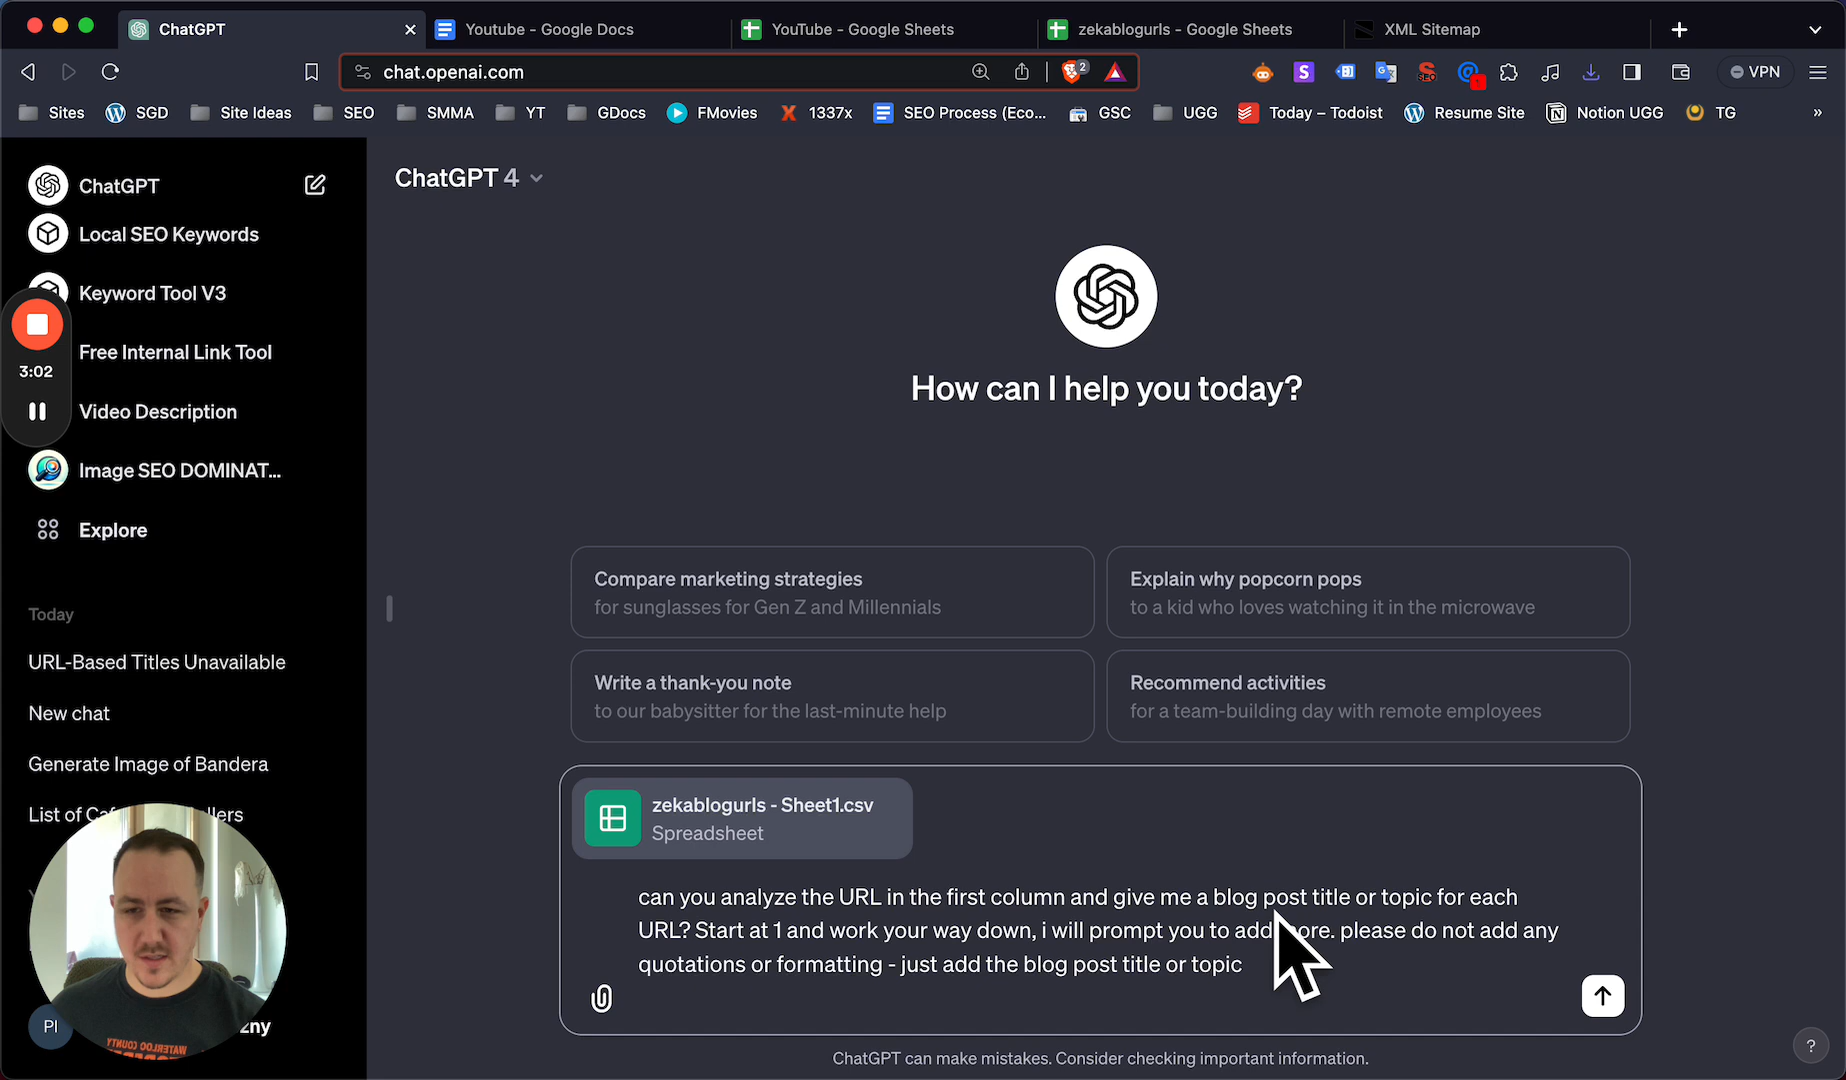 ChatGPT
Youtube - Google Docs
YouTube - Google Sheets
zekablogurls - Google Sheets
XML Sitemap
chat.openai.com
2
VPN
Sites
SGD
Site Ideas
SEO
SMMA
YT
GDocs
FMovies
1337x
SEO Process (Eco...
GSC
UGG
Today – Todoist
Resume Site
Notion UGG
TG
»
ChatGPT
Local SEO Keywords
Keyword Tool V3
Free Internal Link Tool
3:02
Video Description
Image SEO DOMINAT...
Explore
Today
URL-Based Titles Unavailable
New chat
Generate Image of Bandera
List of
PI
zny
ChatGPT 4
How can I help you today?
Compare marketing strategies
for sunglasses for Gen Z and Millennials
Explain why popcorn pops
to a kid who loves watching it in the microwave
Write a thank-you note
to our babysitter for the last-minute help
Recommend activities
for a team-building day with remote employees
zekablogurls - Sheet1.csv
Spreadsheet
can you analyze the URL in the first column and give me a blog post title or topic for each
URL? Start at 1 and work your way down, i will prompt you to add more. please do not add any
quotations or formatting - just add the blog post title or topic
ChatGPT can make mistakes. Consider checking important information.
?